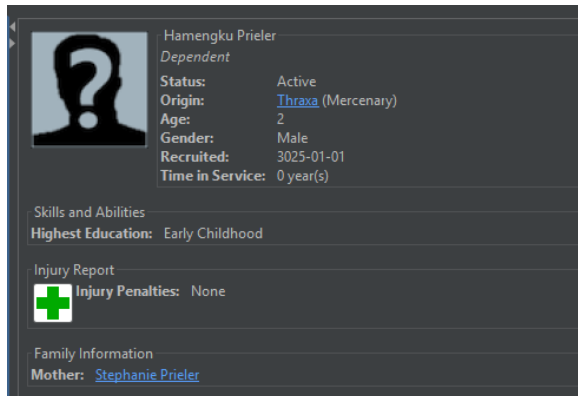 Hamengku Prieler
Dependent
Status: Active
Origin: Thraxa (Mercenary)
Age: 2
Gender: Male
Recruited: 3025-01-01
Time in Service: 0 year(s)
Skills and Abilities
Highest Education: Early Childhood
Injury Report
Injury Penalties: None
Family Information
Mother: Stephanie Prieler